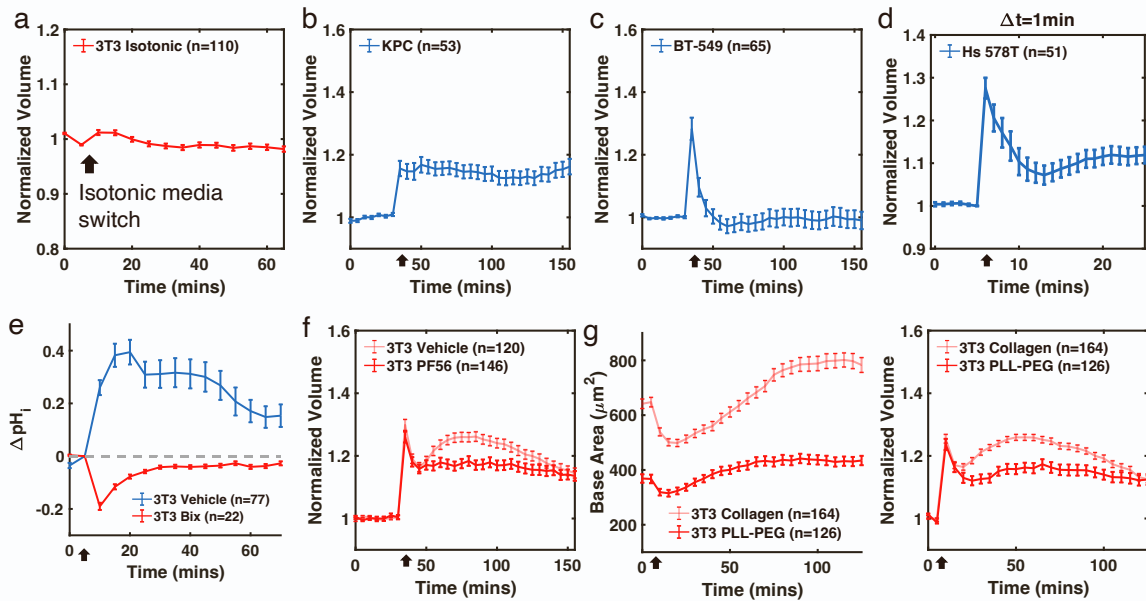 a
3T3 Isotonic (n=110)
Normalized Volume
1.2
1.1
1
0.9
0.8
Isotonic media
switch
0 20 40 60
Time (mins)
b
KPC (n=53)
Normalized Volume
1.6
1.4
1.2
1
0 50 100 150
Time (mins)
c
BT-549 (n=65)
Normalized Volume
1.6
1.4
1.2
1
0 50 100 150
Time (mins)
d
Δt=1min
Hs 578T (n=51)
Normalized Volume
1.4
1.3
1.2
1.1
1
0.9
0 10 20
Time (mins)
e
ΔpHi
0.4
0.2
0
-0.2
3T3 Vehicle (n=77)
3T3 Bix (n=22)
0 20 40 60
Time (mins)
f
3T3 Vehicle (n=120)
3T3 PF56 (n=146)
Normalized Volume
1.6
1.4
1.2
1
0 50 100 150
Time (mins)
g
Base Area (μm²)
800
600
400
200
3T3 Collagen (n=164)
3T3 PLL-PEG (n=126)
0 50 100
Time (mins)
3T3 Collagen (n=164)
3T3 PLL-PEG (n=126)
Normalized Volume
1.6
1.4
1.2
1
0 50 100
Time (mins)